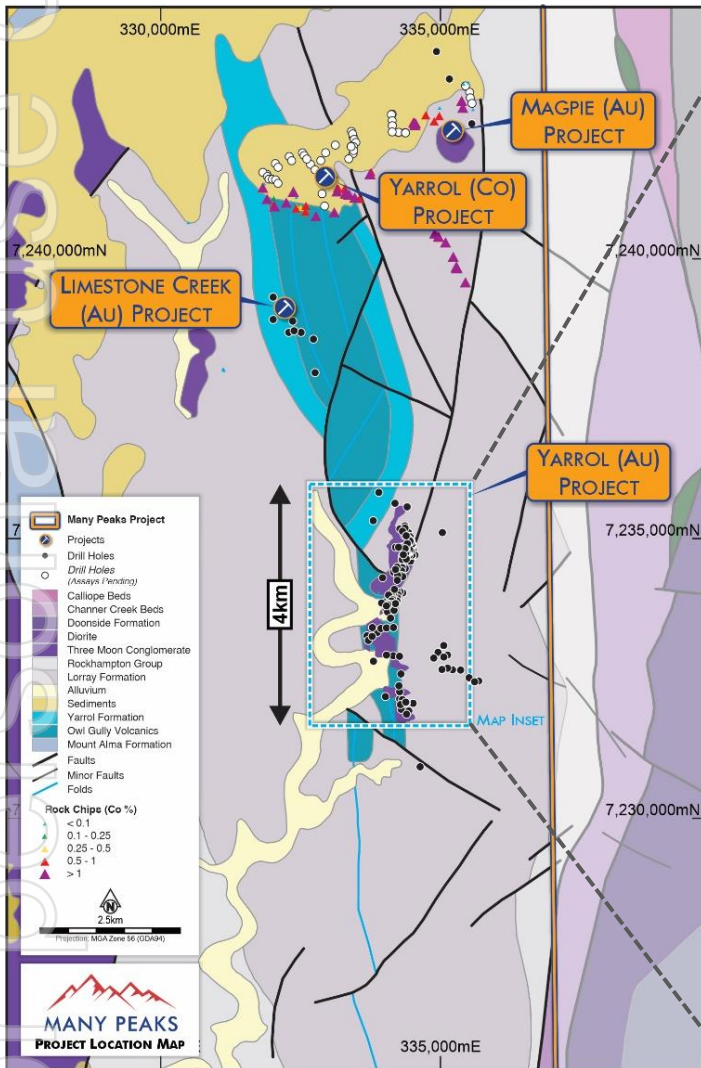 330,000mE
335,000mE
MAGPIE (AU)
PROJECT
YARROL (CO)
PROJECT
7,240,000mN
7,240,000mN
LIMESTONE CREEK
(AU) PROJECT
YARROL (AU)
PROJECT
7,235,000mN
4km
MAP INSET
7,230,000mN
Many Peaks Project
Projects
Drill Holes
Drill Holes
(Assays Pending)
Calliope Beds
Channer Creek Beds
Doonside Formation
Diorite
Three Moon Conglomerate
Rockhampton Group
Lorray Formation
Alluvium
Sediments
Yarrol Formation
Owl Gully Volcanics
Mount Alma Formation
Faults
Minor Faults
Folds
Rock Chips (Co %)
< 0.1
0.1 - 0.25
0.25 - 0.5
0.5 - 1
> 1
N
2.5km
Projection: MGA Zone 56 (GDA94)
MANY PEAKS
PROJECT LOCATION MAP
335,000mE